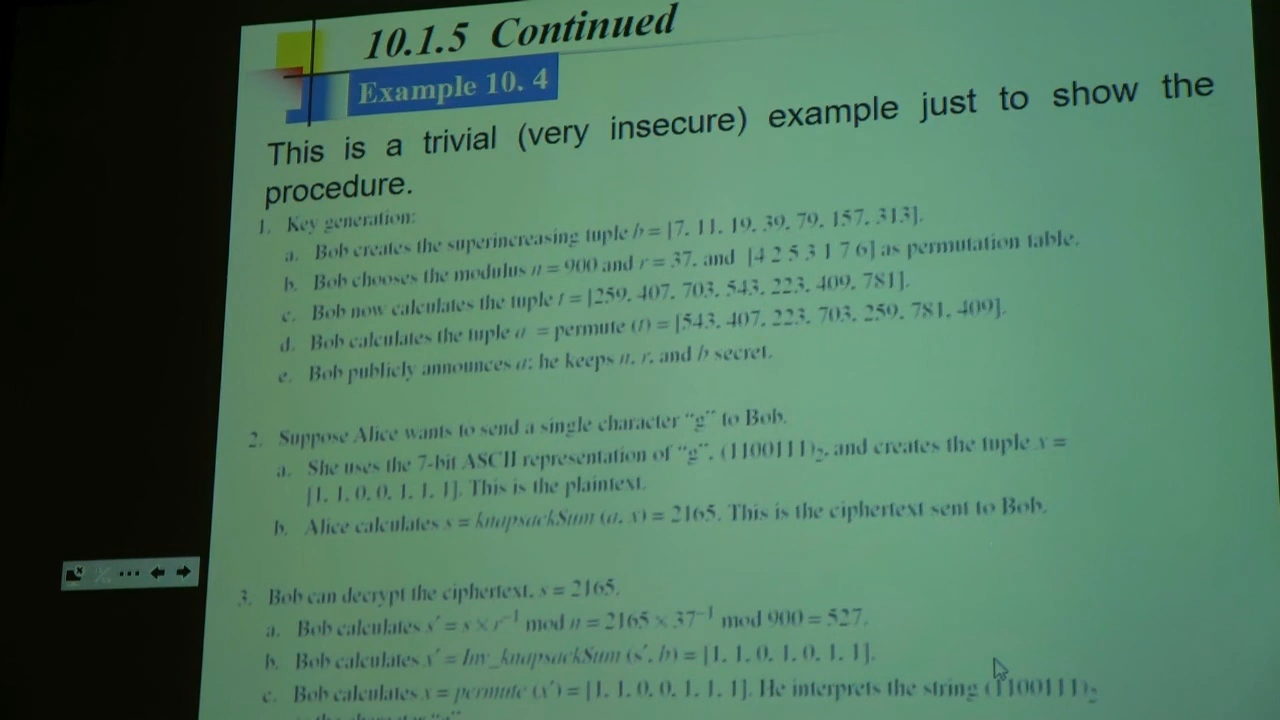 10.1.5 Continued
Example 10. 4
This is a trivial (very insecure) example just to show the
procedure.
1. Key generation:
a. Bob creates the superincreasing tuple b = [7, 11, 19, 39, 79, 157, 313].
b. Bob chooses the modulus n = 900 and r = 37, and [4 2 5 3 1 7 6] as permutation table.
c. Bob now calculates the tuple t = [259, 407, 703, 543, 223, 409, 781].
d. Bob calculates the tuple a = permute (t) = [543, 407, 223, 703, 259, 781, 409].
e. Bob publicly announces a; he keeps n, r, and b secret.
2. Suppose Alice wants to send a single character “g” to Bob.
a. She uses the 7-bit ASCII representation of “g”, (1100111)₂, and creates the tuple x =
[1, 1, 0, 0, 1, 1, 1]. This is the plaintext.
b. Alice calculates s = knapsackSum (a, x) = 2165. This is the ciphertext sent to Bob.
3. Bob can decrypt the ciphertext, s = 2165.
a. Bob calculates s′ = s × r⁻¹ mod n = 2165 × 37⁻¹ mod 900 = 527.
b. Bob calculates x′ = Inv_knapsackSum (s′, b) = [1, 1, 0, 1, 0, 1, 1].
c. Bob calculates x = permute (x′) = [1, 1, 0, 0, 1, 1, 1]. He interprets the string (1100111)₂